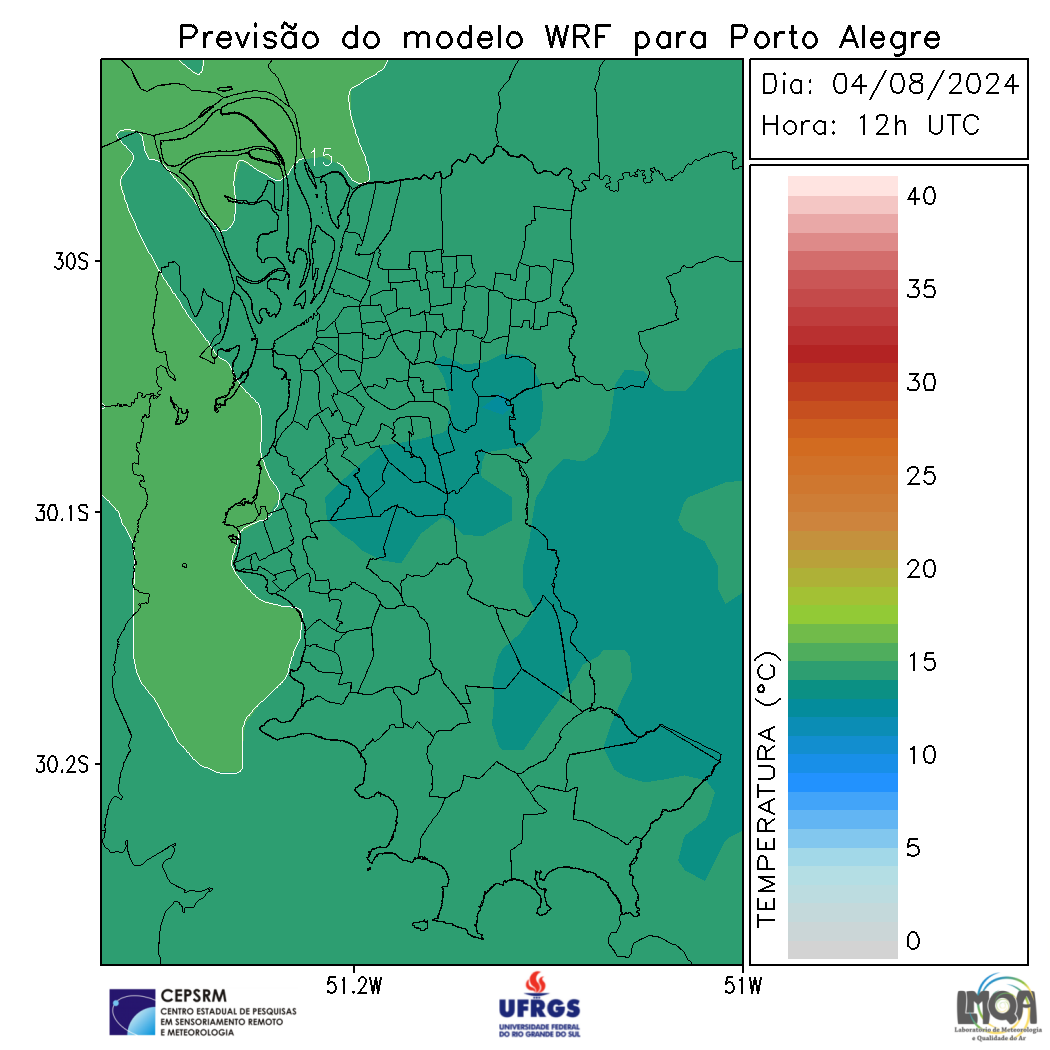 Previsão do modelo WRF para Porto Alegre
Dia: 04/08/2024
Hora: 12h UTC
15
30S
30.1S
30.2S
51.2W
51W
40
35
30
25
20
15
10
5
0
TEMPERATURA (°C)
CEPSRM
CENTRO ESTADUAL DE PESQUISAS
EM SENSORIAMENTO REMOTO
E METEOROLOGIA
UFRGS
UNIVERSIDADE FEDERAL
DO RIO GRANDE DO SUL
LMQA
Laboratório de Meteorologia
e Qualidade do Ar